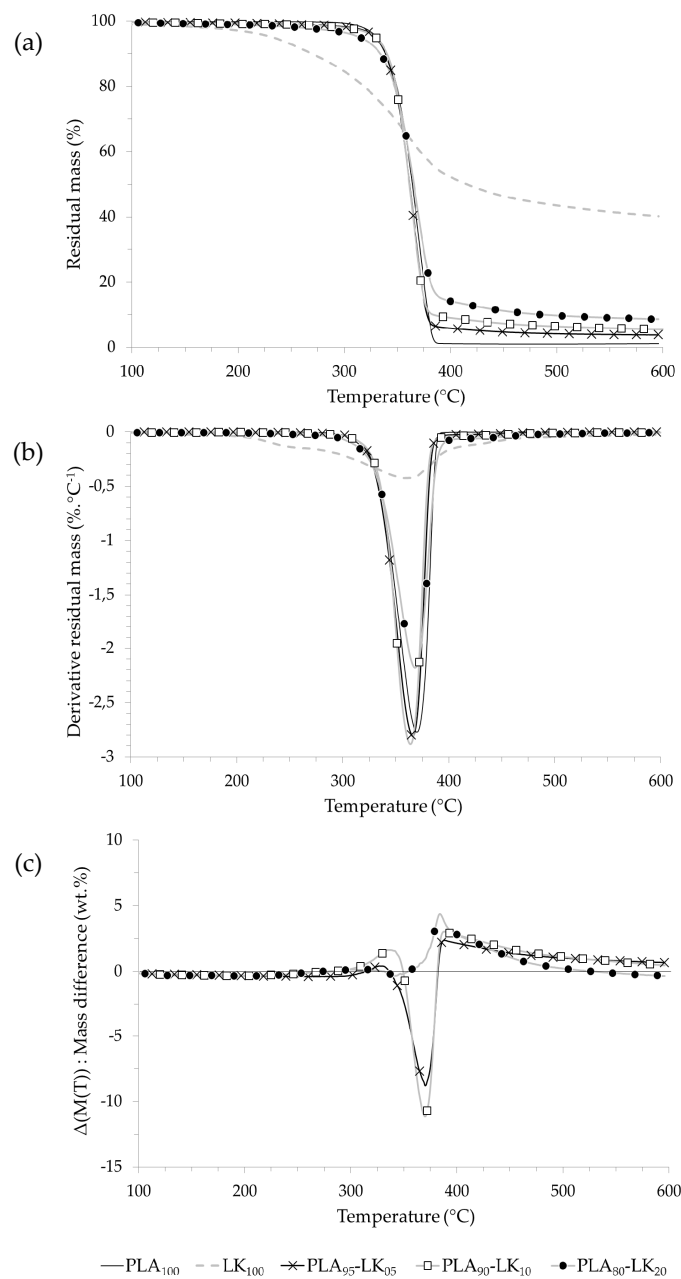 (a)
100
80
60
40
20
0
Residual mass (%)
100 200 300 400 500 600
Temperature (°C)
(b)
0
-0,5
-1
-1,5
-2
-2,5
-3
Derivative residual mass (%.°C⁻¹)
100 200 300 400 500 600
Temperature (°C)
(c)
10
5
0
-5
-10
-15
Δ(M(T)) : Mass difference (wt.%)
100 200 300 400 500 600
Temperature (°C)
PLA₁₀₀ LK₁₀₀ PLA₉₅-LK₀₅ PLA₉₀-LK₁₀ PLA₈₀-LK₂₀